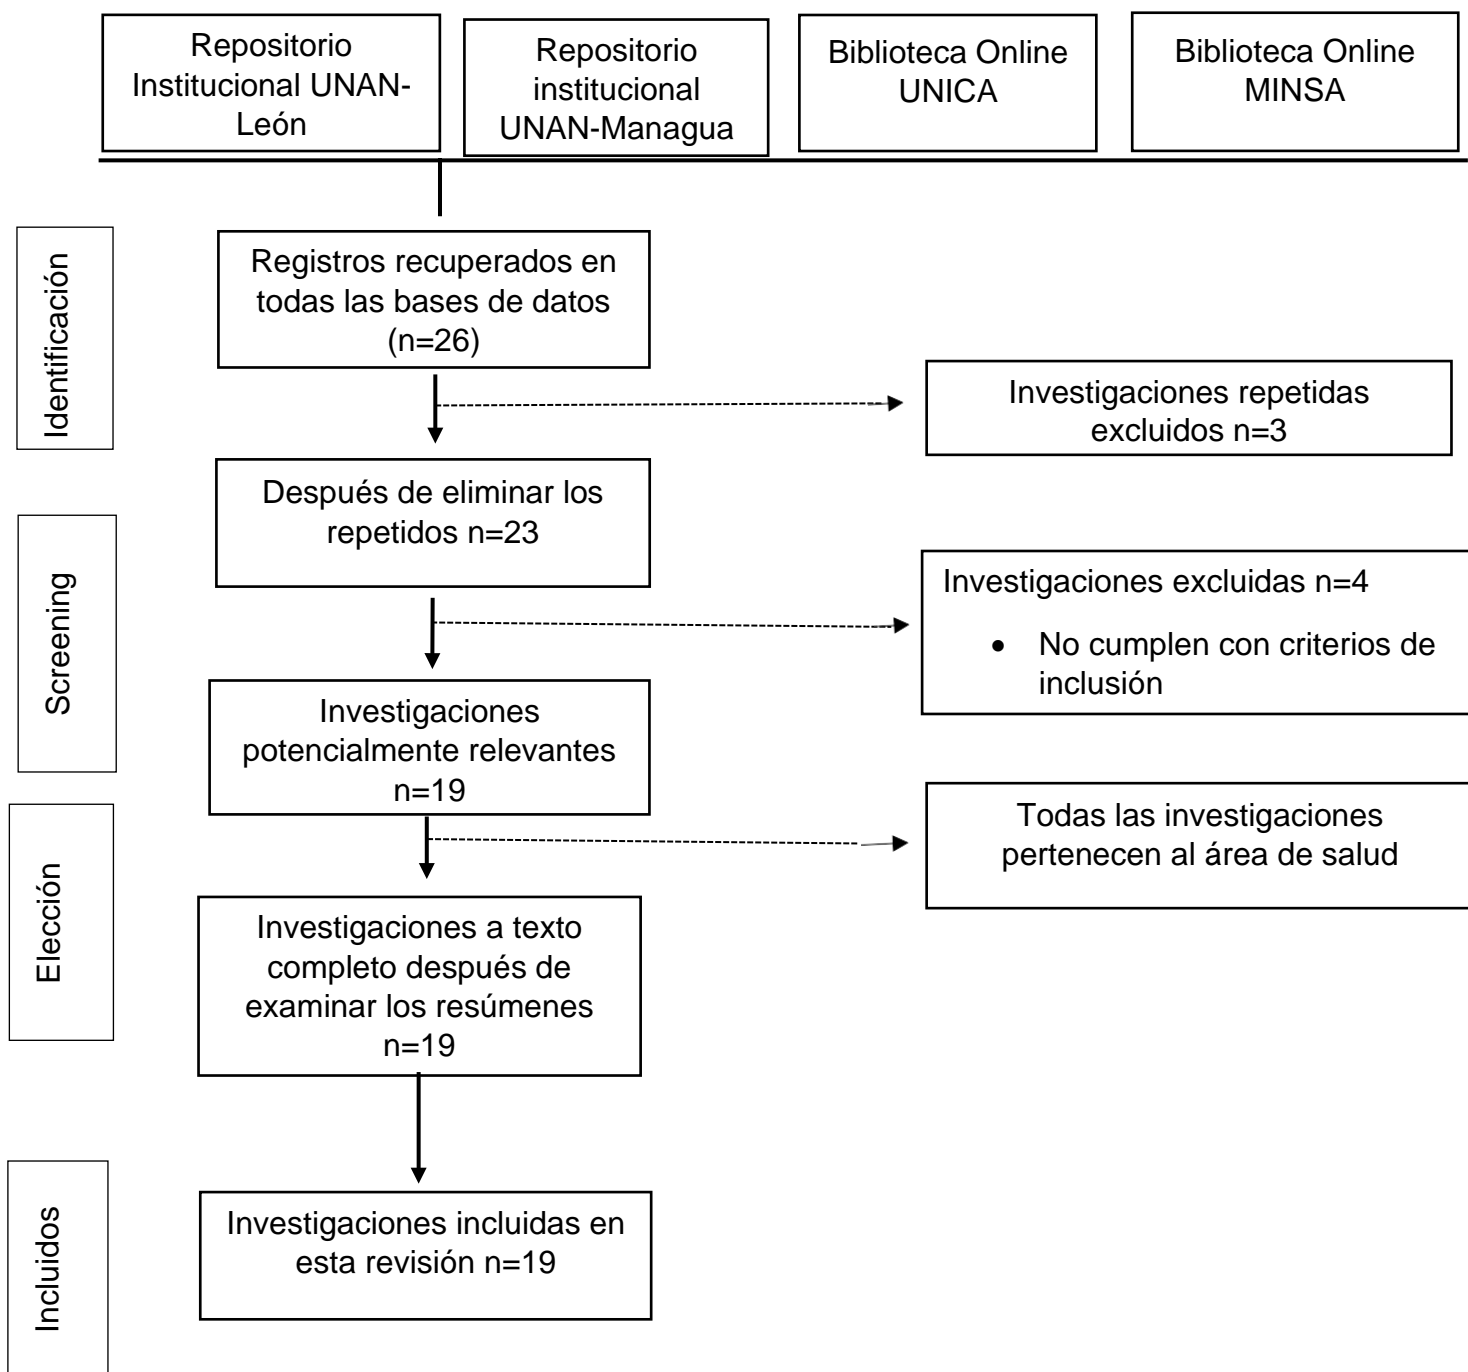 Repositorio
Institucional UNAN-
León
Repositorio
institucional
UNAN-Managua
Biblioteca Online
UNICA
Biblioteca Online
MINSA
Identificación
Registros recuperados en
todas las bases de datos
(n=26)
Investigaciones repetidas
excluidos n=3
Screening
Después de eliminar los
repetidos n=23
Investigaciones excluidas n=4
• No cumplen con criterios de
inclusión
Investigaciones
potencialmente relevantes
n=19
Elección
Todas las investigaciones
pertenecen al área de salud
Investigaciones a texto
completo después de
examinar los resúmenes
n=19
Incluidos
Investigaciones incluidas en
esta revisión n=19